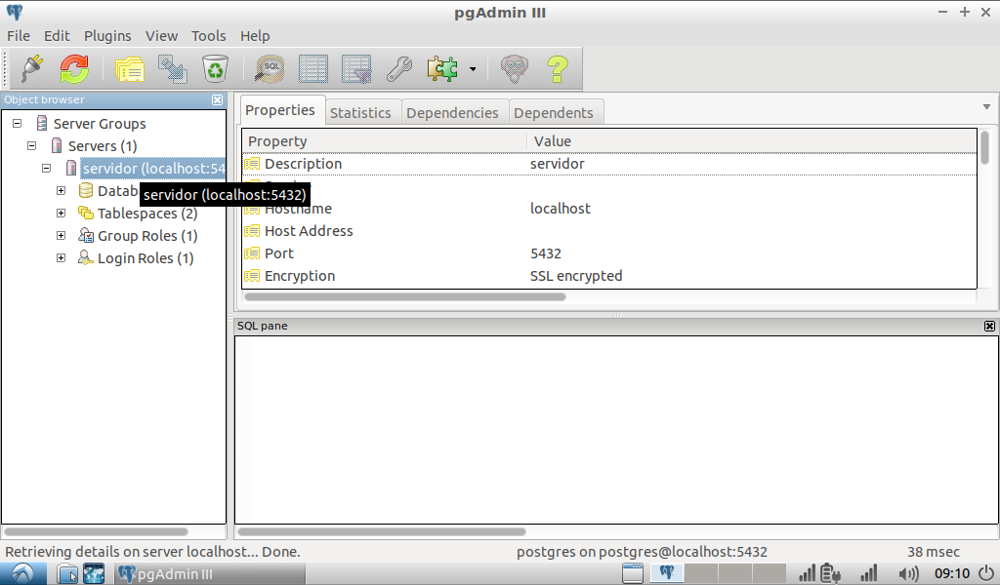 pgAdmin III
File Edit Plugins View Tools Help
SQL
Object browser
Server Groups
Servers (1)
servidor (localhost:54
servidor (localhost:5432)
Tablespaces (2)
Group Roles (1)
Login Roles (1)
Properties Statistics Dependencies Dependents
Property Value
Description servidor
Hostname localhost
Host Address
Port 5432
Encryption SSL encrypted
SQL pane
Retrieving details on server localhost... Done. postgres on postgres@localhost:5432 38 msec
pgAdmin III 09:10